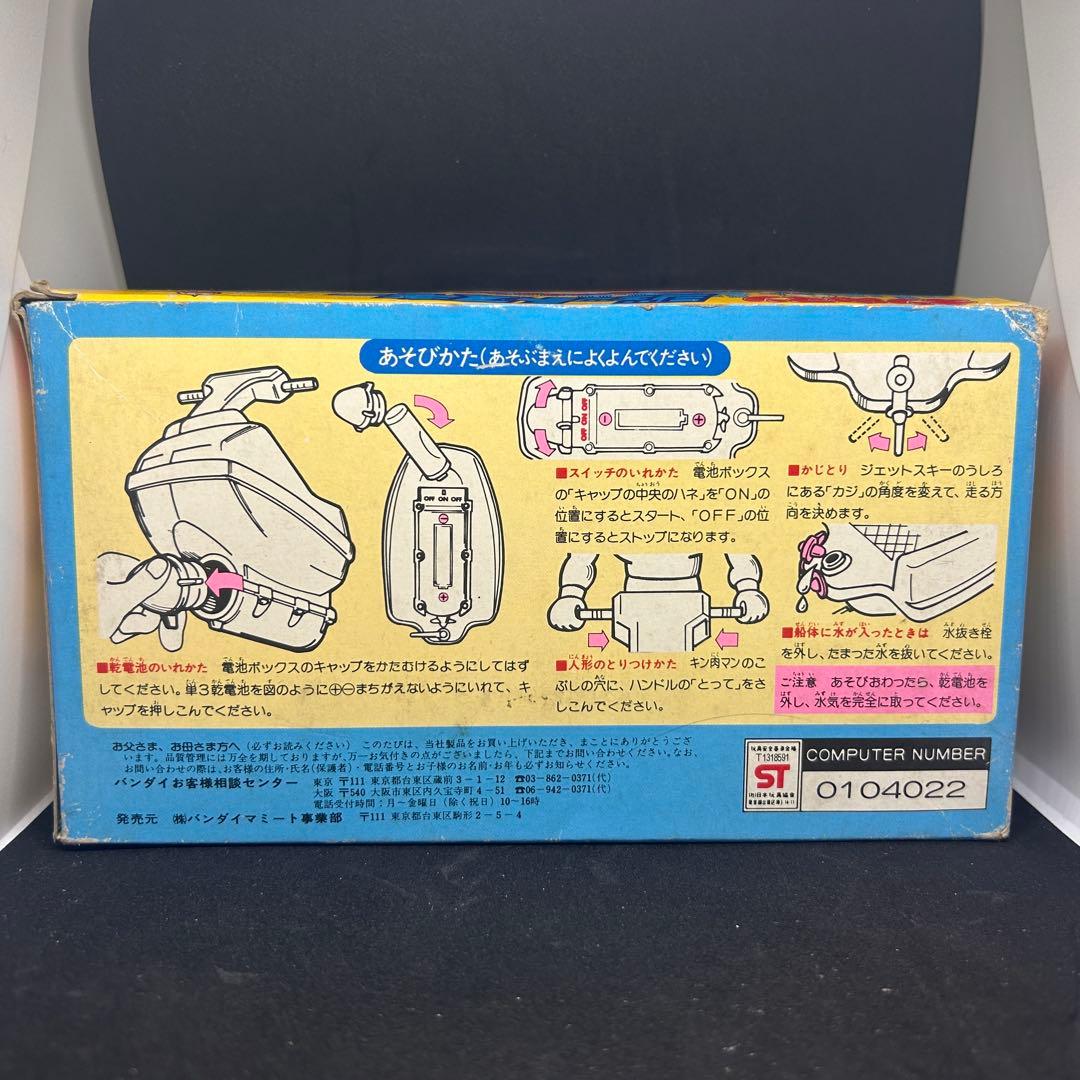 あそびかた(あそぶまえによくよんでください)
OFF ON OFF
⊖
⊕
OFF ON OFF
⊖
⊕
■乾電池のいれかた 電池ボックスのキャップをかたむけるようにしてはず
してください。単3乾電池を図のように⊕⊖まちがえないようにいれて、キ
ャップを押しこんでください。
■スイッチのいれかた 電池ボックス
の「キャップの中央のハネ」を「ON」の
位置にするとスタート、「OFF」の位
置にするとストップになります。
■人形のとりつけかた キン肉マンのこ
ぶしの穴に、ハンドルの「とって」をさ
しこんでください。
■かじとり ジェットスキーのうしろ
にある「カジ」の角度を変えて、走る方
向を決めます。
■船体に水が入ったときは 水抜き栓
を外し、たまった水を抜いてください。
ご注意 あそびおわったら、乾電池を
外し、水気を完全に取ってください。
お父さま、お母さま方へ(必ずお読みください) このたびは、当社製品をお買い上げいただき、まことにありがとうござ
います。品質管理には万全を期しておりますが、万一お気付きの点がございましたら、下記までお問い合わせください。なお、
お問い合わせの際は、お客様の住所・氏名(保護者)・電話番号とお子様のお名前・お年も必ずお知らせください。
バンダイお客様相談センター 東京 〒111 東京都台東区蔵前3-1-12 ☎03-862-0371(代)
大阪 〒540 大阪市東区内久宝寺町4-51 ☎06-942-0371(代)
電話受付時間:月~金曜日(除く祝日)10~16時
発売元 (株)バンダイマミート事業部 〒111 東京都台東区駒形2-5-4
玩具安全基準合格
T1318591
ST
(社)日本玩具協会
COMPUTER NUMBER
0104022